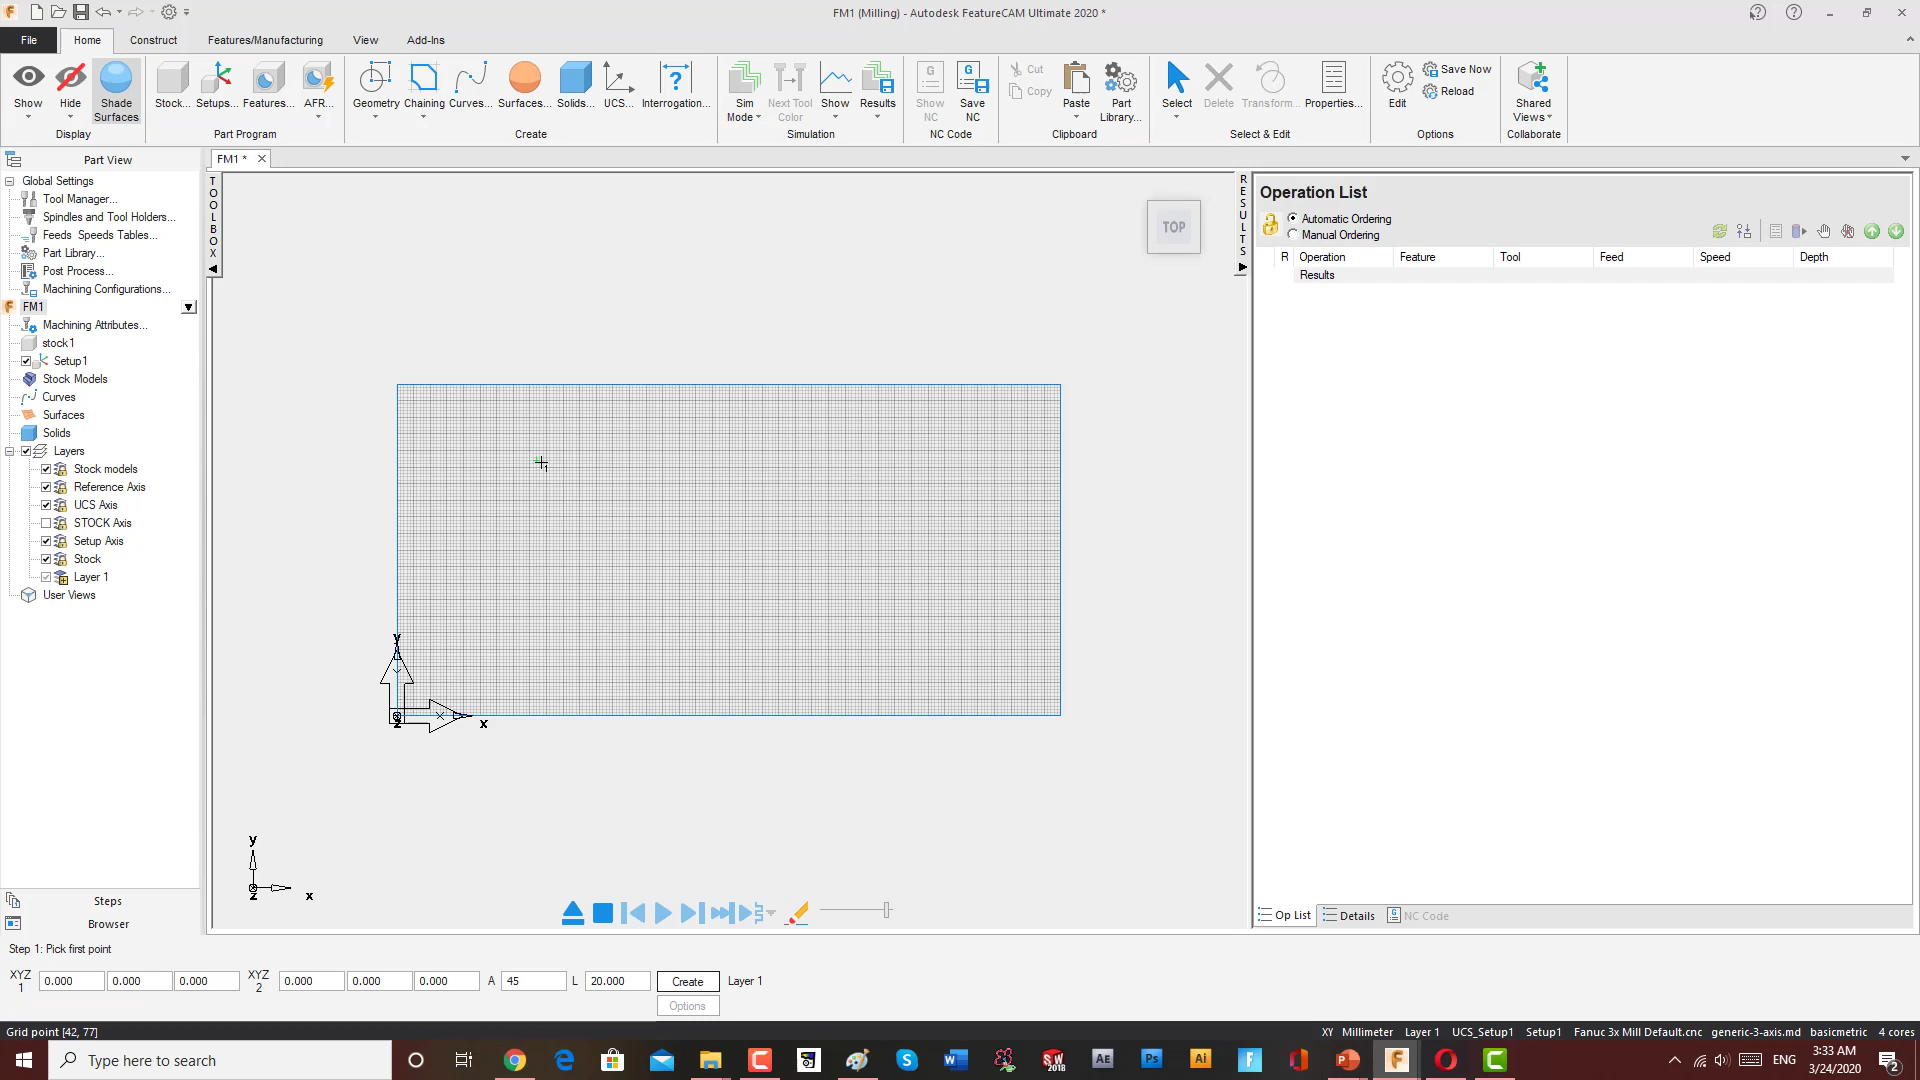 FM1 (Milling) - Autodesk FeatureCAM Ultimate 2020 *
File
Home
Construct
Features/Manufacturing
View
Add-Ins
Show
Hide
Shade Surfaces
Stock...
Setups...
Features...
AFR...
Geometry
Chaining
Curves...
Surfaces...
Solids...
UCS...
Interrogation...
Sim Mode
Next Tool Color
Show
Results
Show NC
Save NC
Cut
Copy
Paste
Part Library...
Select
Delete
Transform...
Properties...
Edit
Save Now
Reload
Shared Views
Display
Part Program
Create
Simulation
NC Code
Clipboard
Select & Edit
Options
Collaborate
Part View
FM1 *
Global Settings
Tool Manager...
Spindles and Tool Holders...
Feeds Speeds Tables...
Part Library...
Post Process...
Machining Configurations...
FM1
Machining Attributes...
stock1
Setup1
Stock Models
Curves
Surfaces
Solids
Layers
Stock models
Reference Axis
UCS Axis
STOCK Axis
Setup Axis
Stock
Layer 1
User Views
Steps
Browser
TOOLBOX
TOP
y
x
z
y
x
z
RESULTS
Operation List
Automatic Ordering
Manual Ordering
R Operation Feature Tool Feed Speed Depth
Results
Op List
Details
NC Code
Step 1: Pick first point
XYZ 1 0.000 0.000 0.000 XYZ 2 0.000 0.000 0.000 A 45 L 20.000 Create Layer 1
Options
Grid point [42, 77]
XY Millimeter Layer 1 UCS_Setup1 Setup1 Fanuc 3x Mill Default.cnc generic-3-axis.md basicmetric 4 cores
Type here to search
ENG
3:33 AM
3/24/2020
2